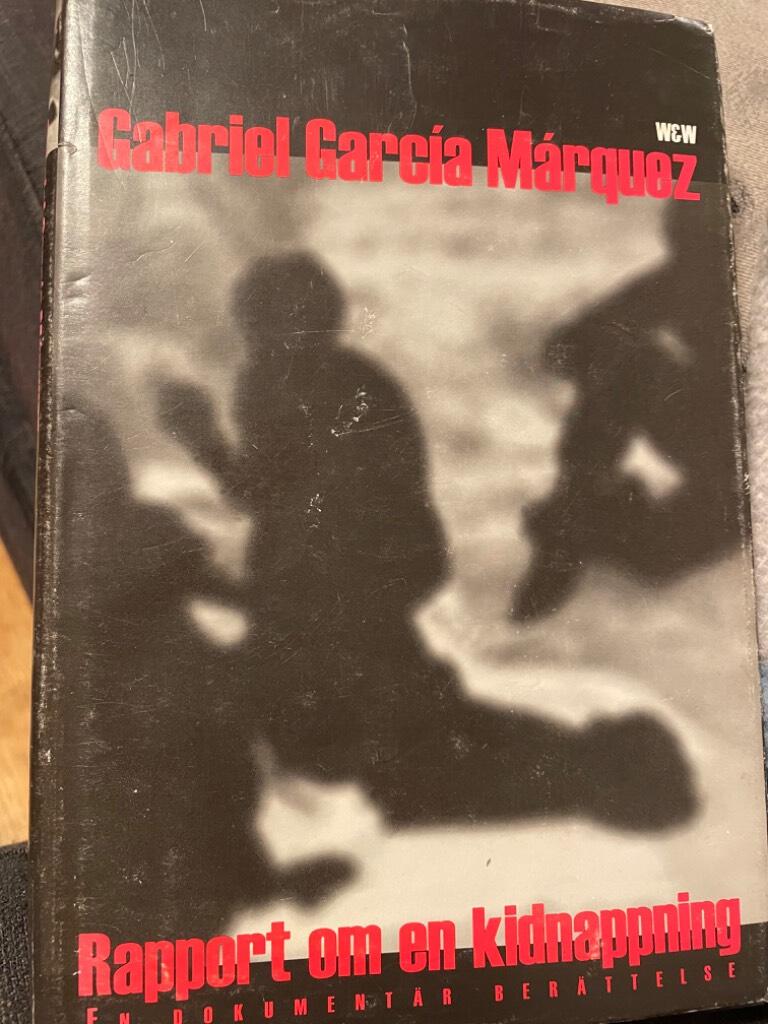 W&W
Gabriel García Márquez
Rapport om en kidnappning
EN DOKUMENTÄR BERÄTTELSE